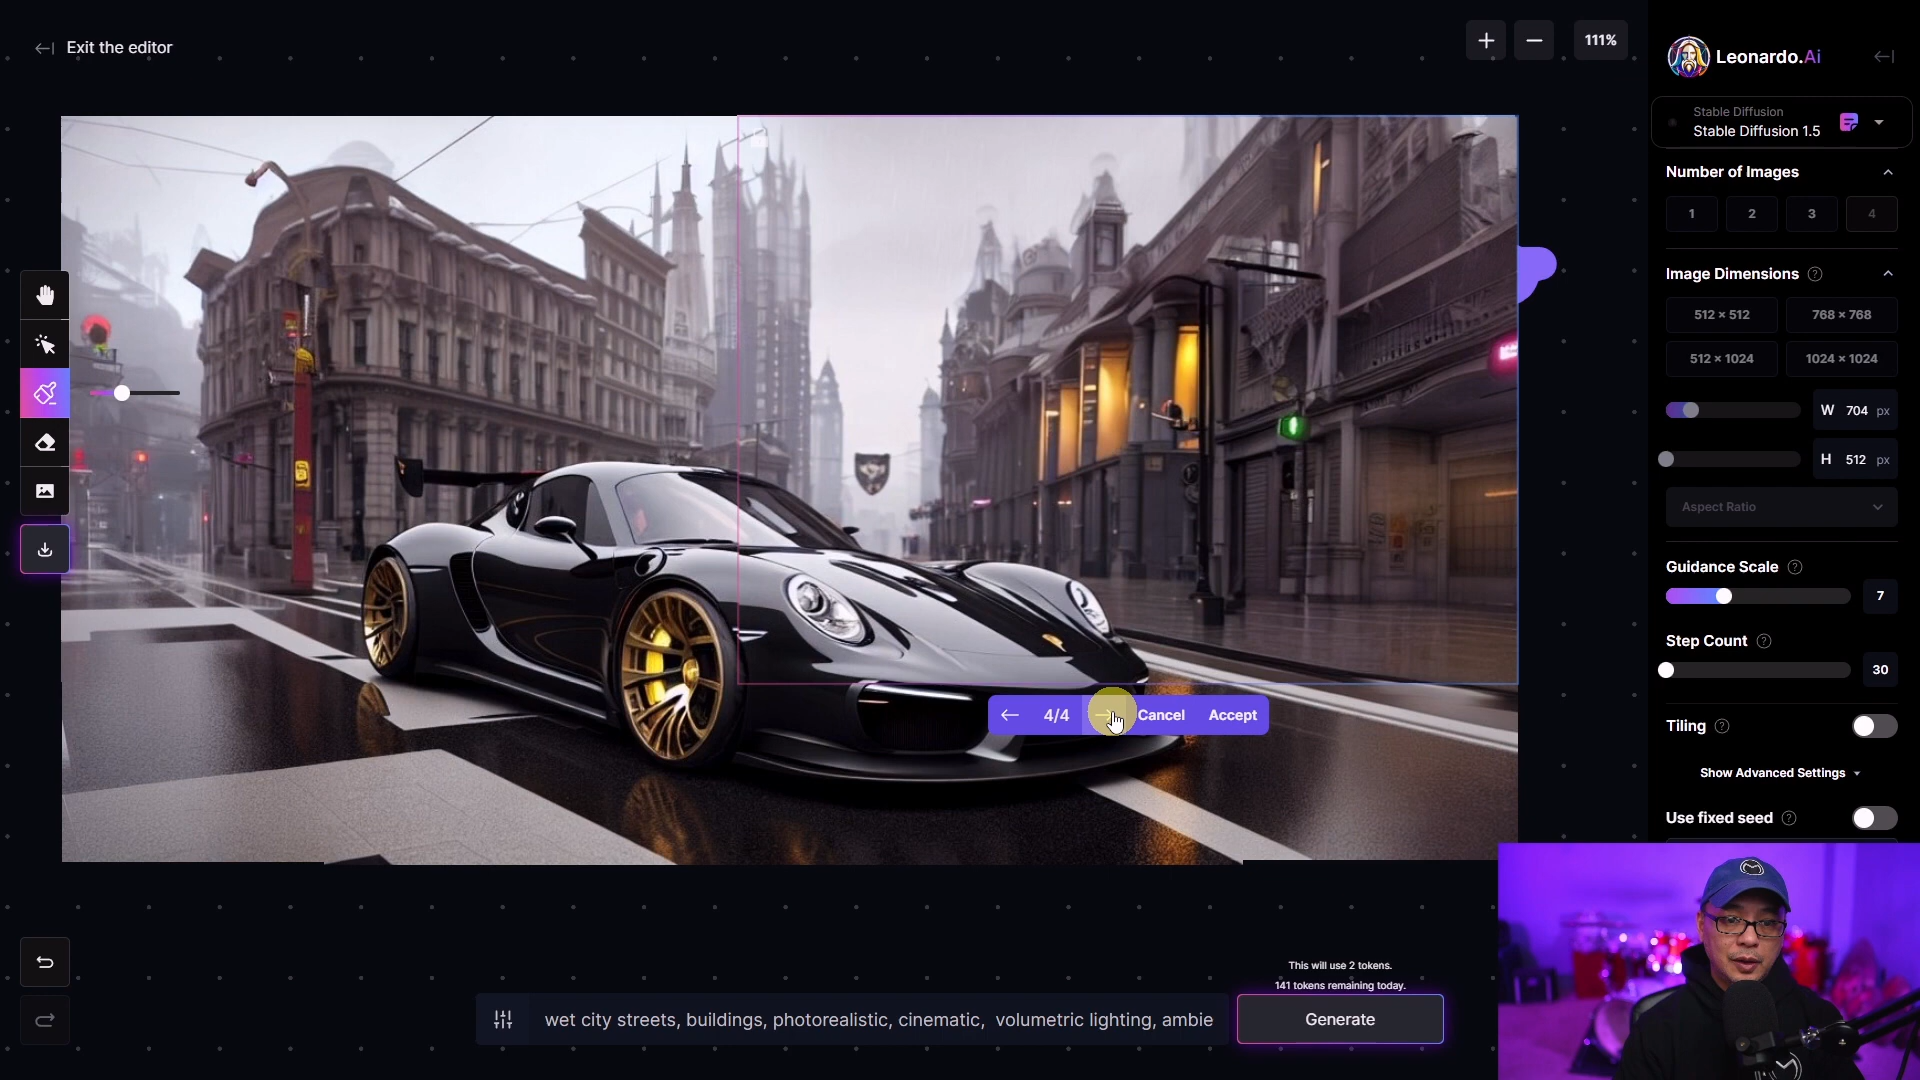 Exit the editor
111%
Leonardo.Ai
Stable Diffusion
Stable Diffusion 1.5
Number of Images
1 2 3 4
Image Dimensions ?
512 × 512 768 × 768
512 × 1024 1024 × 1024
W 704 px
H 512 px
Aspect Ratio
Guidance Scale ?
7
Step Count ?
30
Tiling ?
Show Advanced Settings
Use fixed seed ?
4/4 Cancel Accept
This will use 2 tokens.
141 tokens remaining today.
wet city streets, buildings, photorealistic, cinematic,  volumetric lighting, ambie
Generate